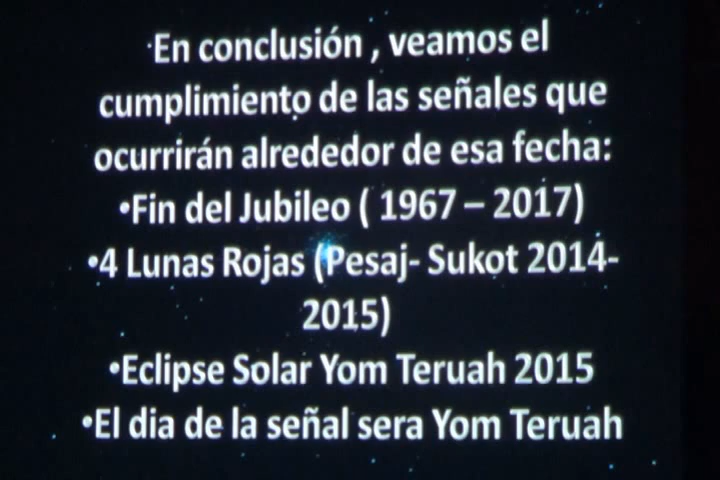 ·En conclusión , veamos el
cumplimiento de las señales que
ocurrirán alrededor de esa fecha:
•Fin del Jubileo ( 1967 – 2017)
•4 Lunas Rojas (Pesaj- Sukot 2014-
2015)
•Eclipse Solar Yom Teruah 2015
•El dia de la señal sera Yom Teruah